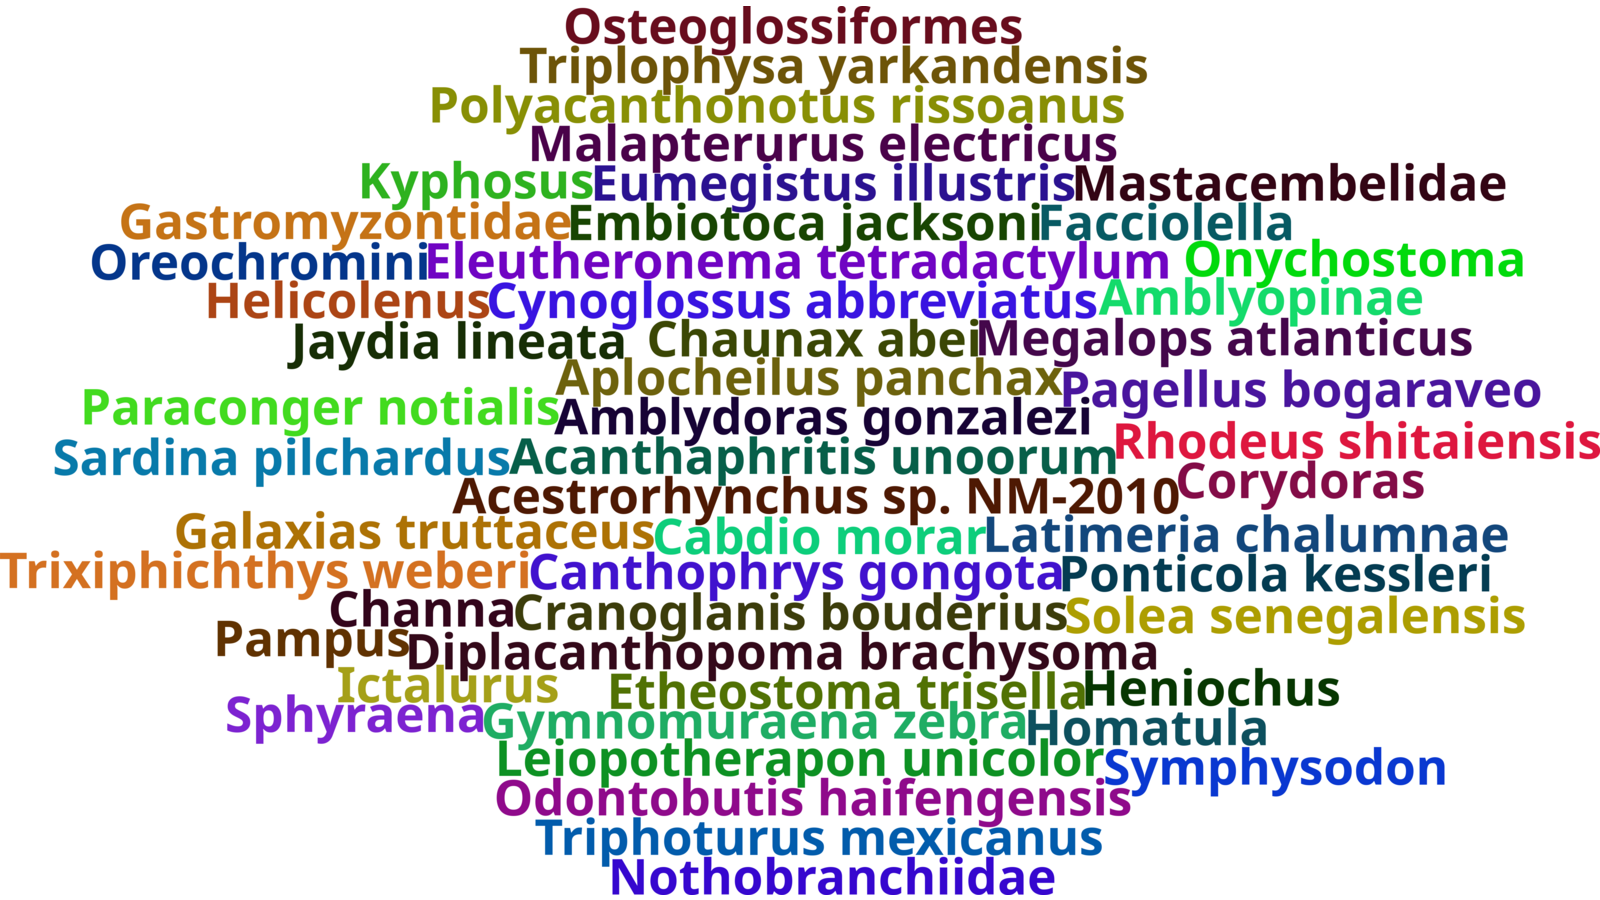 Osteoglossiformes
Triplophysa yarkandensis
Polyacanthonotus rissoanus
Malapterurus electricus
Kyphosus Eumegistus illustris Mastacembelidae
Gastromyzontidae Embiotoca jacksoni Facciolella
Oreochromini Eleutheronema tetradactylum Onychostoma
Helicolenus Cynoglossus abbreviatus Amblyopinae
Jaydia lineata Chaunax abei Megalops atlanticus
Aplocheilus panchax Pagellus bogaraveo
Paraconger notialis Amblydoras gonzalezi
Sardina pilchardus Acanthaphritis unoorum Rhodeus shitaiensis
Acestrorhynchus sp. NM-2010 Corydoras
Galaxias truttaceus Cabdio morar Latimeria chalumnae
Trixiphichthys weberi Canthophrys gongota Ponticola kessleri
Channa Cranoglanis bouderius Solea senegalensis
Pampus Diplacanthopoma brachysoma
Ictalurus Etheostoma trisella Heniochus
Sphyraena Gymnomuraena zebra Homatula
Leiopotherapon unicolor Symphysodon
Odontobutis haifengensis
Triphoturus mexicanus
Nothobranchiidae